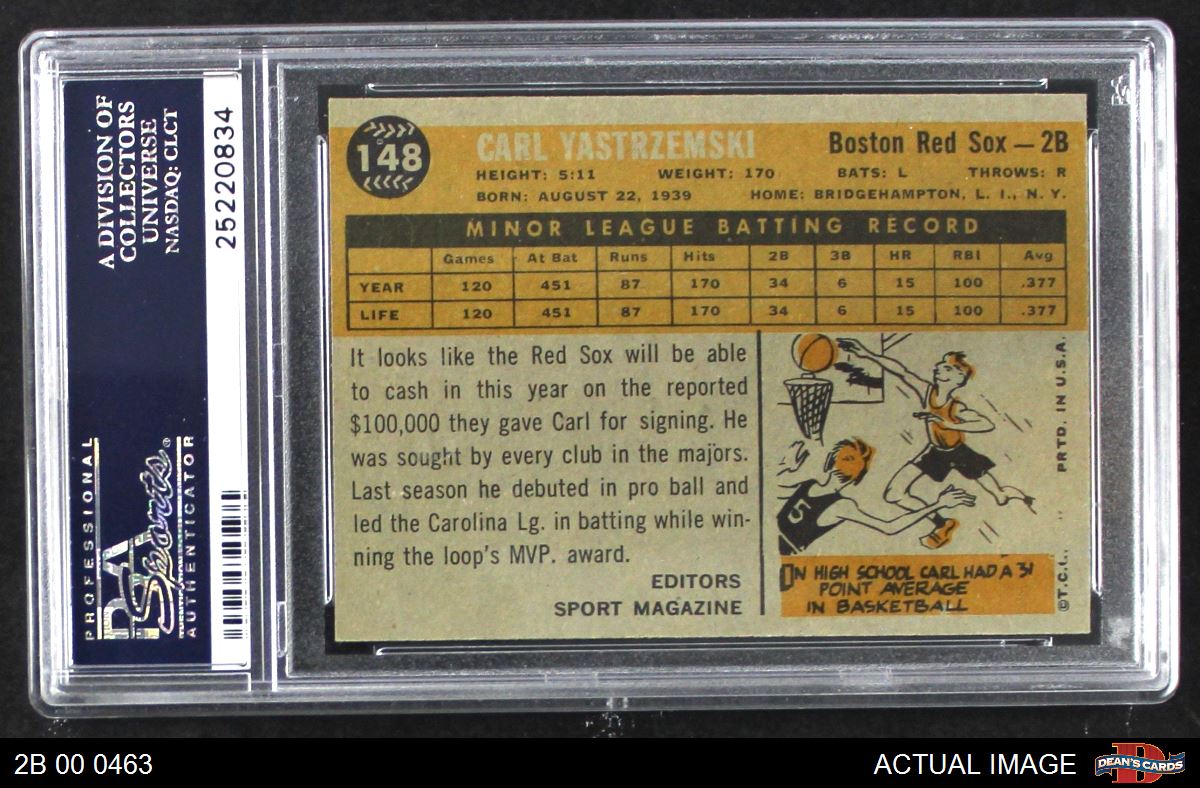 A DIVISION OF
COLLECTORS
UNIVERSE
NASDAQ: CLCT
25220834
PROFESSIONAL
PSA
Sports
AUTHENTICATOR
148
CARL YASTRZEMSKI
Boston Red Sox — 2B
HEIGHT: 5:11 WEIGHT: 170 BATS: L THROWS: R
BORN: AUGUST 22, 1939 HOME: BRIDGEHAMPTON, L. I., N. Y.
MINOR LEAGUE BATTING RECORD
Games At Bat Runs Hits 2B 3B HR RBI Avg
YEAR 120 451 87 170 34 6 15 100 .377
LIFE 120 451 87 170 34 6 15 100 .377
It looks like the Red Sox will be able
to cash in this year on the reported
$100,000 they gave Carl for signing. He
was sought by every club in the majors.
Last season he debuted in pro ball and
led the Carolina Lg. in batting while win-
ning the loop's MVP. award.
EDITORS
SPORT MAGAZINE
5
IN HIGH SCHOOL CARL HAD A 31
POINT AVERAGE
IN BASKETBALL
©T.C.G. PRTD. IN U.S.A.
2B 00 0463
ACTUAL IMAGE
DEAN'S CARDS